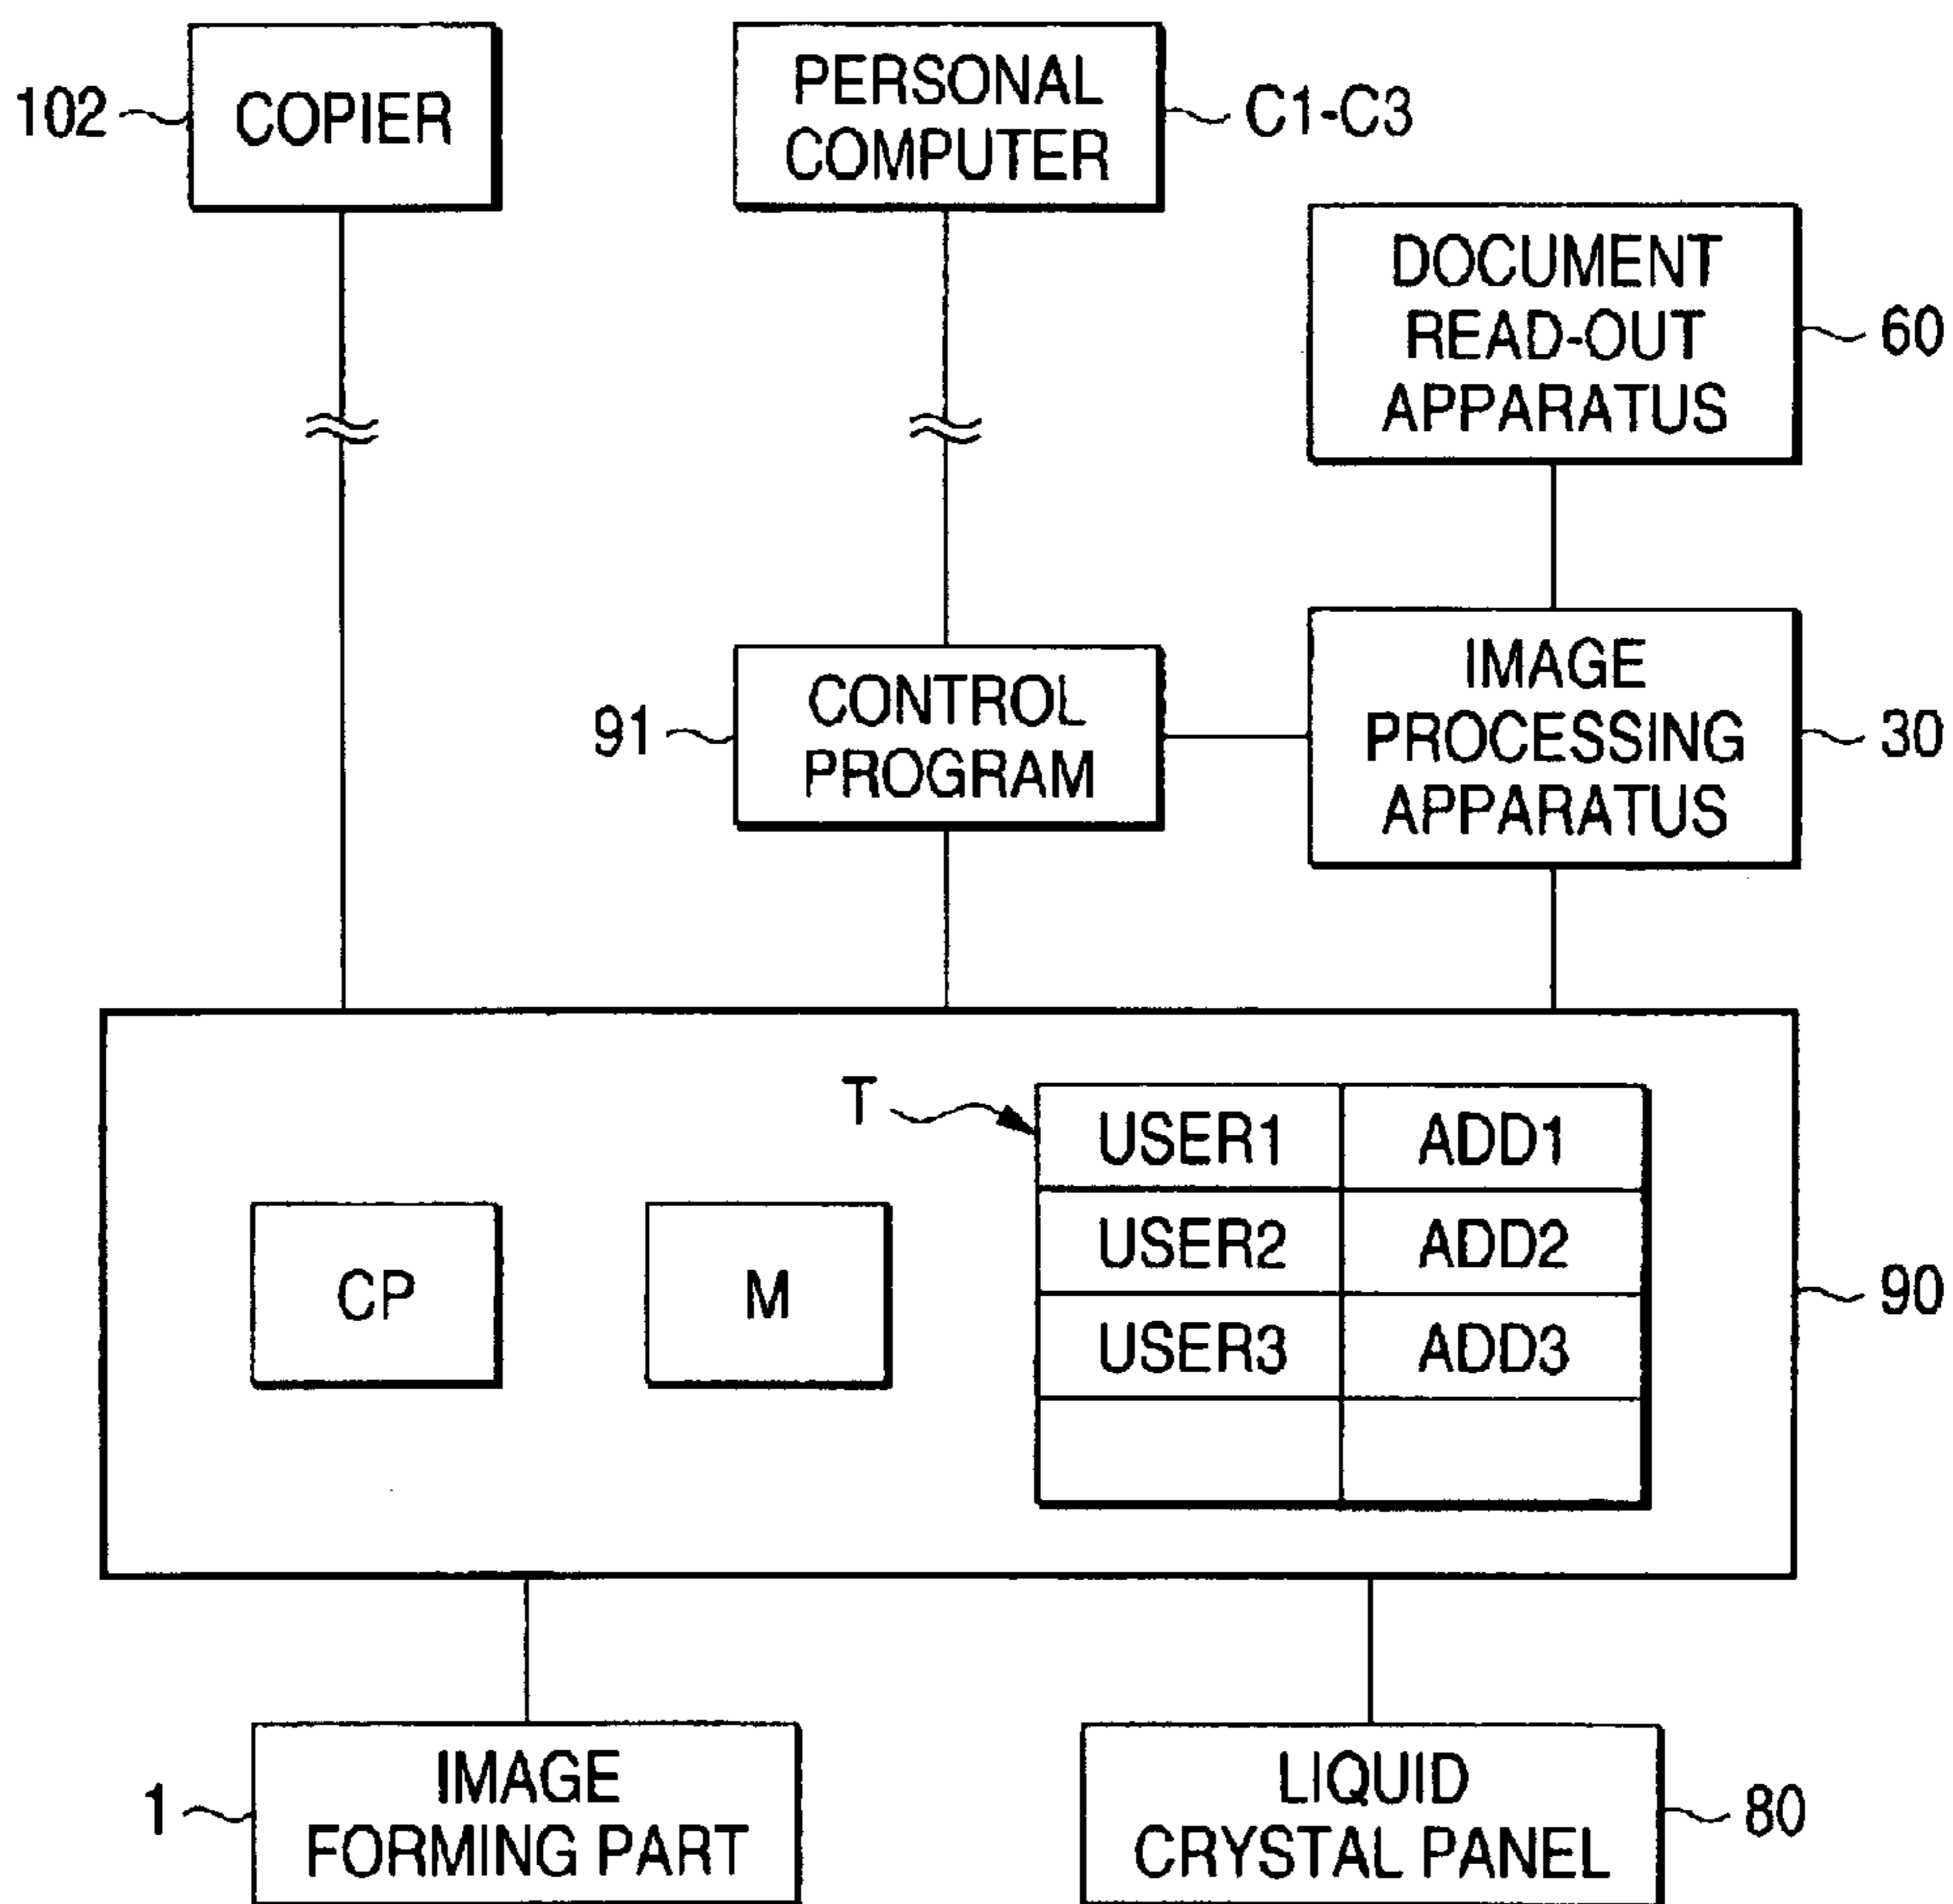 102
COPIER
PERSONAL
COMPUTER
C1-C3
DOCUMENT
READ-OUT
APPARATUS
60
91
CONTROL
PROGRAM
IMAGE
PROCESSING
APPARATUS
30
T
USER1 ADD1
USER2 ADD2
USER3 ADD3
CP
M
90
1
IMAGE
FORMING PART
LIQUID
CRYSTAL PANEL
80